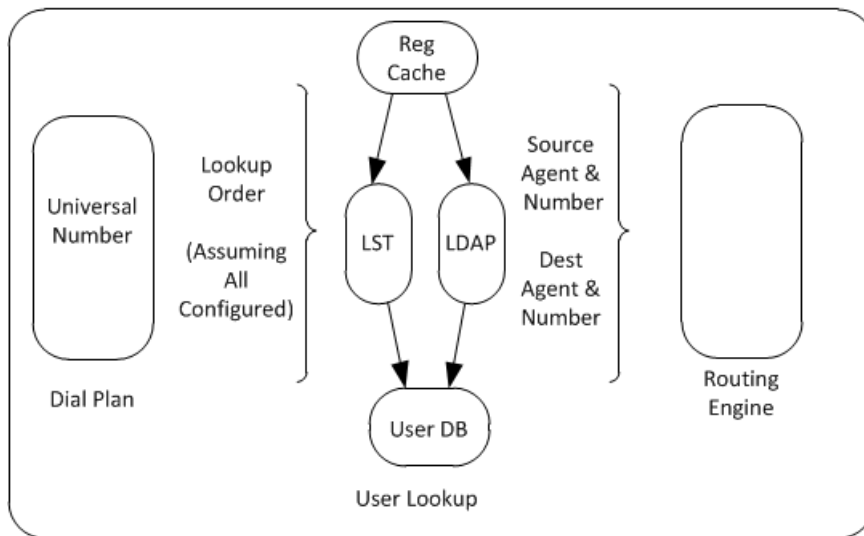 Reg
Cache
Universal
Number
Dial Plan
Lookup
Order
(Assuming
All
Configured)
LST
LDAP
User DB
User Lookup
Source
Agent &
Number
Dest
Agent &
Number
Routing
Engine